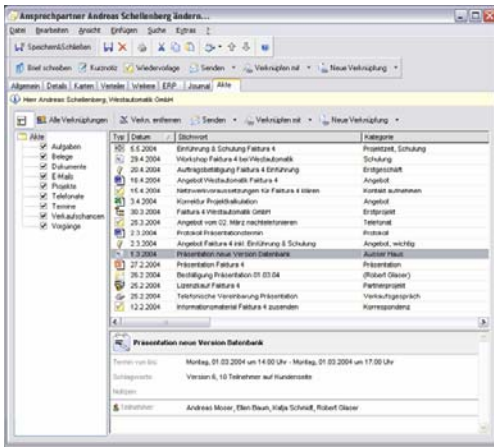 Ansprechpartner Andreas Schellenberg ändern...
Datei Bearbeiten Ansicht Einfügen Suche Extras ?
Speichern&Schließen
Brief schreiben Kurznotiz Wiedervorlage Senden Verknüpfen mit Neue Verknüpfung
Allgemein Details Karten Verteiler Weitere ERP Journal Akte
Herr Andreas Schellenberg, Westautomatik GmbH
Alle Verknüpfungen Verkn. entfernen Senden Verknüpfen mit Neue Verknüpfung
Akte
Aufgaben
Belege
Dokumente
E-Mails
Projekte
Telefonate
Termine
Verkaufschancen
Vorgänge
Typ Datum Stichwort Kategorie
5.5.2004 Einführung & Schulung Faktura 4 Projektzeit, Schulung
29.4.2004 Workshop Faktura 4 bei Westautomatik Schulung
20.4.2004 Auftragsbestätigung Faktura 4 Einführung Erstgeschäft
16.4.2004 Angebot Westautomatik Faktura 4 Angebot
15.4.2004 Netzwerkvoraussetzungen für Faktura 4 klären Kontakt aufnehmen
3.4.2004 Korrektur Projektkalkulation Angebot
30.3.2004 Faktura 4 Westautomatik GmbH Erstprojekt
26.3.2004 Angebot vom 02. März nachtelefonieren Telefonat
2.3.2004 Protokoll Präsentationstermin Protokoll
2.3.2004 Angebot Faktura 4 inkl. Einführung & Schulung Angebot, wichtig
1.3.2004 Präsentation neue Version Datenbank Ausser Haus
27.2.2004 Präsentation Faktura 4 Präsentation
26.2.2004 Bestätigung Präsentation 01.03.04 (Robert Glaser)
25.2.2004 Lizenzkauf Faktura 4 Partnerprojekt
25.2.2004 Telefonische Vereinbarung Präsentation Verkaufsgespräch
12.2.2004 Informationsmaterial Faktura 4 zusenden Korrespondenz
Präsentation neue Version Datenbank
Termin von-bis: Montag, 01.03.2004 um 14:00 Uhr - Montag, 01.03.2004 um 17:00 Uhr
Schlagworte: Version 6, 10 Teilnehmer auf Kundenseite
Notizen:
Teilnehmer: Andreas Moser, Ellen Baum, Katja Schmidt, Robert Glaser